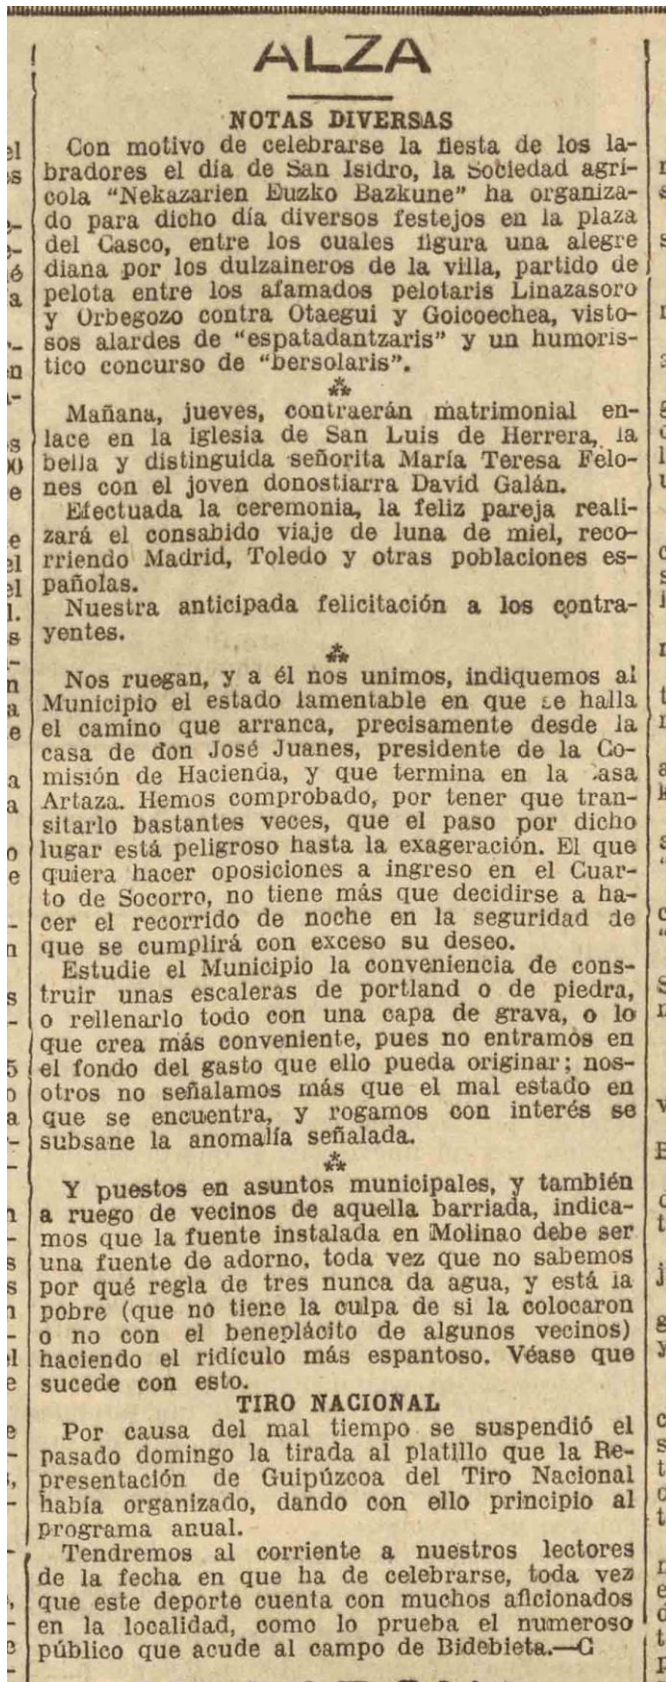 ALZA
NOTAS DIVERSAS
Con motivo de celebrarse la fiesta de los la-
bradores el día de San Isidro, la Sociedad agrí-
cola "Nekazarien Euzko Bazkune" ha organiza-
do para dicho día diversos festejos en la plaza
del Casco, entre los cuales figura una alegre
diana por los dulzaineros de la villa, partido de
pelota entre los afamados pelotaris Linazasoro
y Urbegozo contra Otaegui y Goicoechea, visto-
sos alardes de "espatadantzaris" y un humoris-
tico concurso de "bersolaris".
Mañana, jueves, contraerán matrimonial en-
lace en la iglesia de San Luis de Herrera, la
bella y distinguida señorita María Teresa Felo-
nes con el joven donostiarra David Galán.
Efectuada la ceremonia, la feliz pareja reali-
zará el consabido viaje de luna de miel, reco-
rriendo Madrid, Toledo y otras poblaciones es-
pañolas.
Nuestra anticipada felicitación a los contra-
yentes.
Nos ruegan, y a él nos unimos, indiquemos al
Municipio el estado lamentable en que se halla
el camino que arranca, precisamente desde la
casa de don José Juanes, presidente de la Co-
misión de Hacienda, y que termina en la casa
Artaza. Hemos comprobado, por tener que tran-
sitarlo bastantes veces, que el paso por dicho
lugar está peligroso hasta la exageración. El que
quiera hacer oposiciones a ingreso en el Cuar-
to de Socorro, no tiene más que decidirse a ha-
cer el recorrido de noche en la seguridad de
que se cumplirá con exceso su deseo.
Estudie el Municipio la conveniencia de cons-
truir unas escaleras de portland o de piedra,
o rellenarlo todo con una capa de grava, o lo
que crea más conveniente, pues no entramos en
el fondo del gasto que ello pueda originar; nos-
otros no señalamos más que el mal estado en
que se encuentra, y rogamos con interés se
subsane la anomalía señalada.
Y puestos en asuntos municipales, y también
a ruego de vecinos de aquella barriada, indica-
mos que la fuente instalada en Molinao debe ser
una fuente de adorno, toda vez que no sabemos
por qué regla de tres nunca da agua, y está la
pobre (que no tiene la culpa de si la colocaron
o no con el beneplácito de algunos vecinos)
haciendo el ridículo más espantoso. Véase que
sucede con esto.
TIRO NACIONAL
Por causa del mal tiempo se suspendió el
pasado domingo la tirada al platillo que la Re-
presentación de Guipúzcoa del Tiro Nacional
había organizado, dando con ello principio al
programa anual.
Tendremos al corriente a nuestros lectores
de la fecha en que ha de celebrarse, toda vez
que este deporte cuenta con muchos aficionados
en la localidad, como lo prueba el numeroso
público que acude al campo de Bidebieta.—G